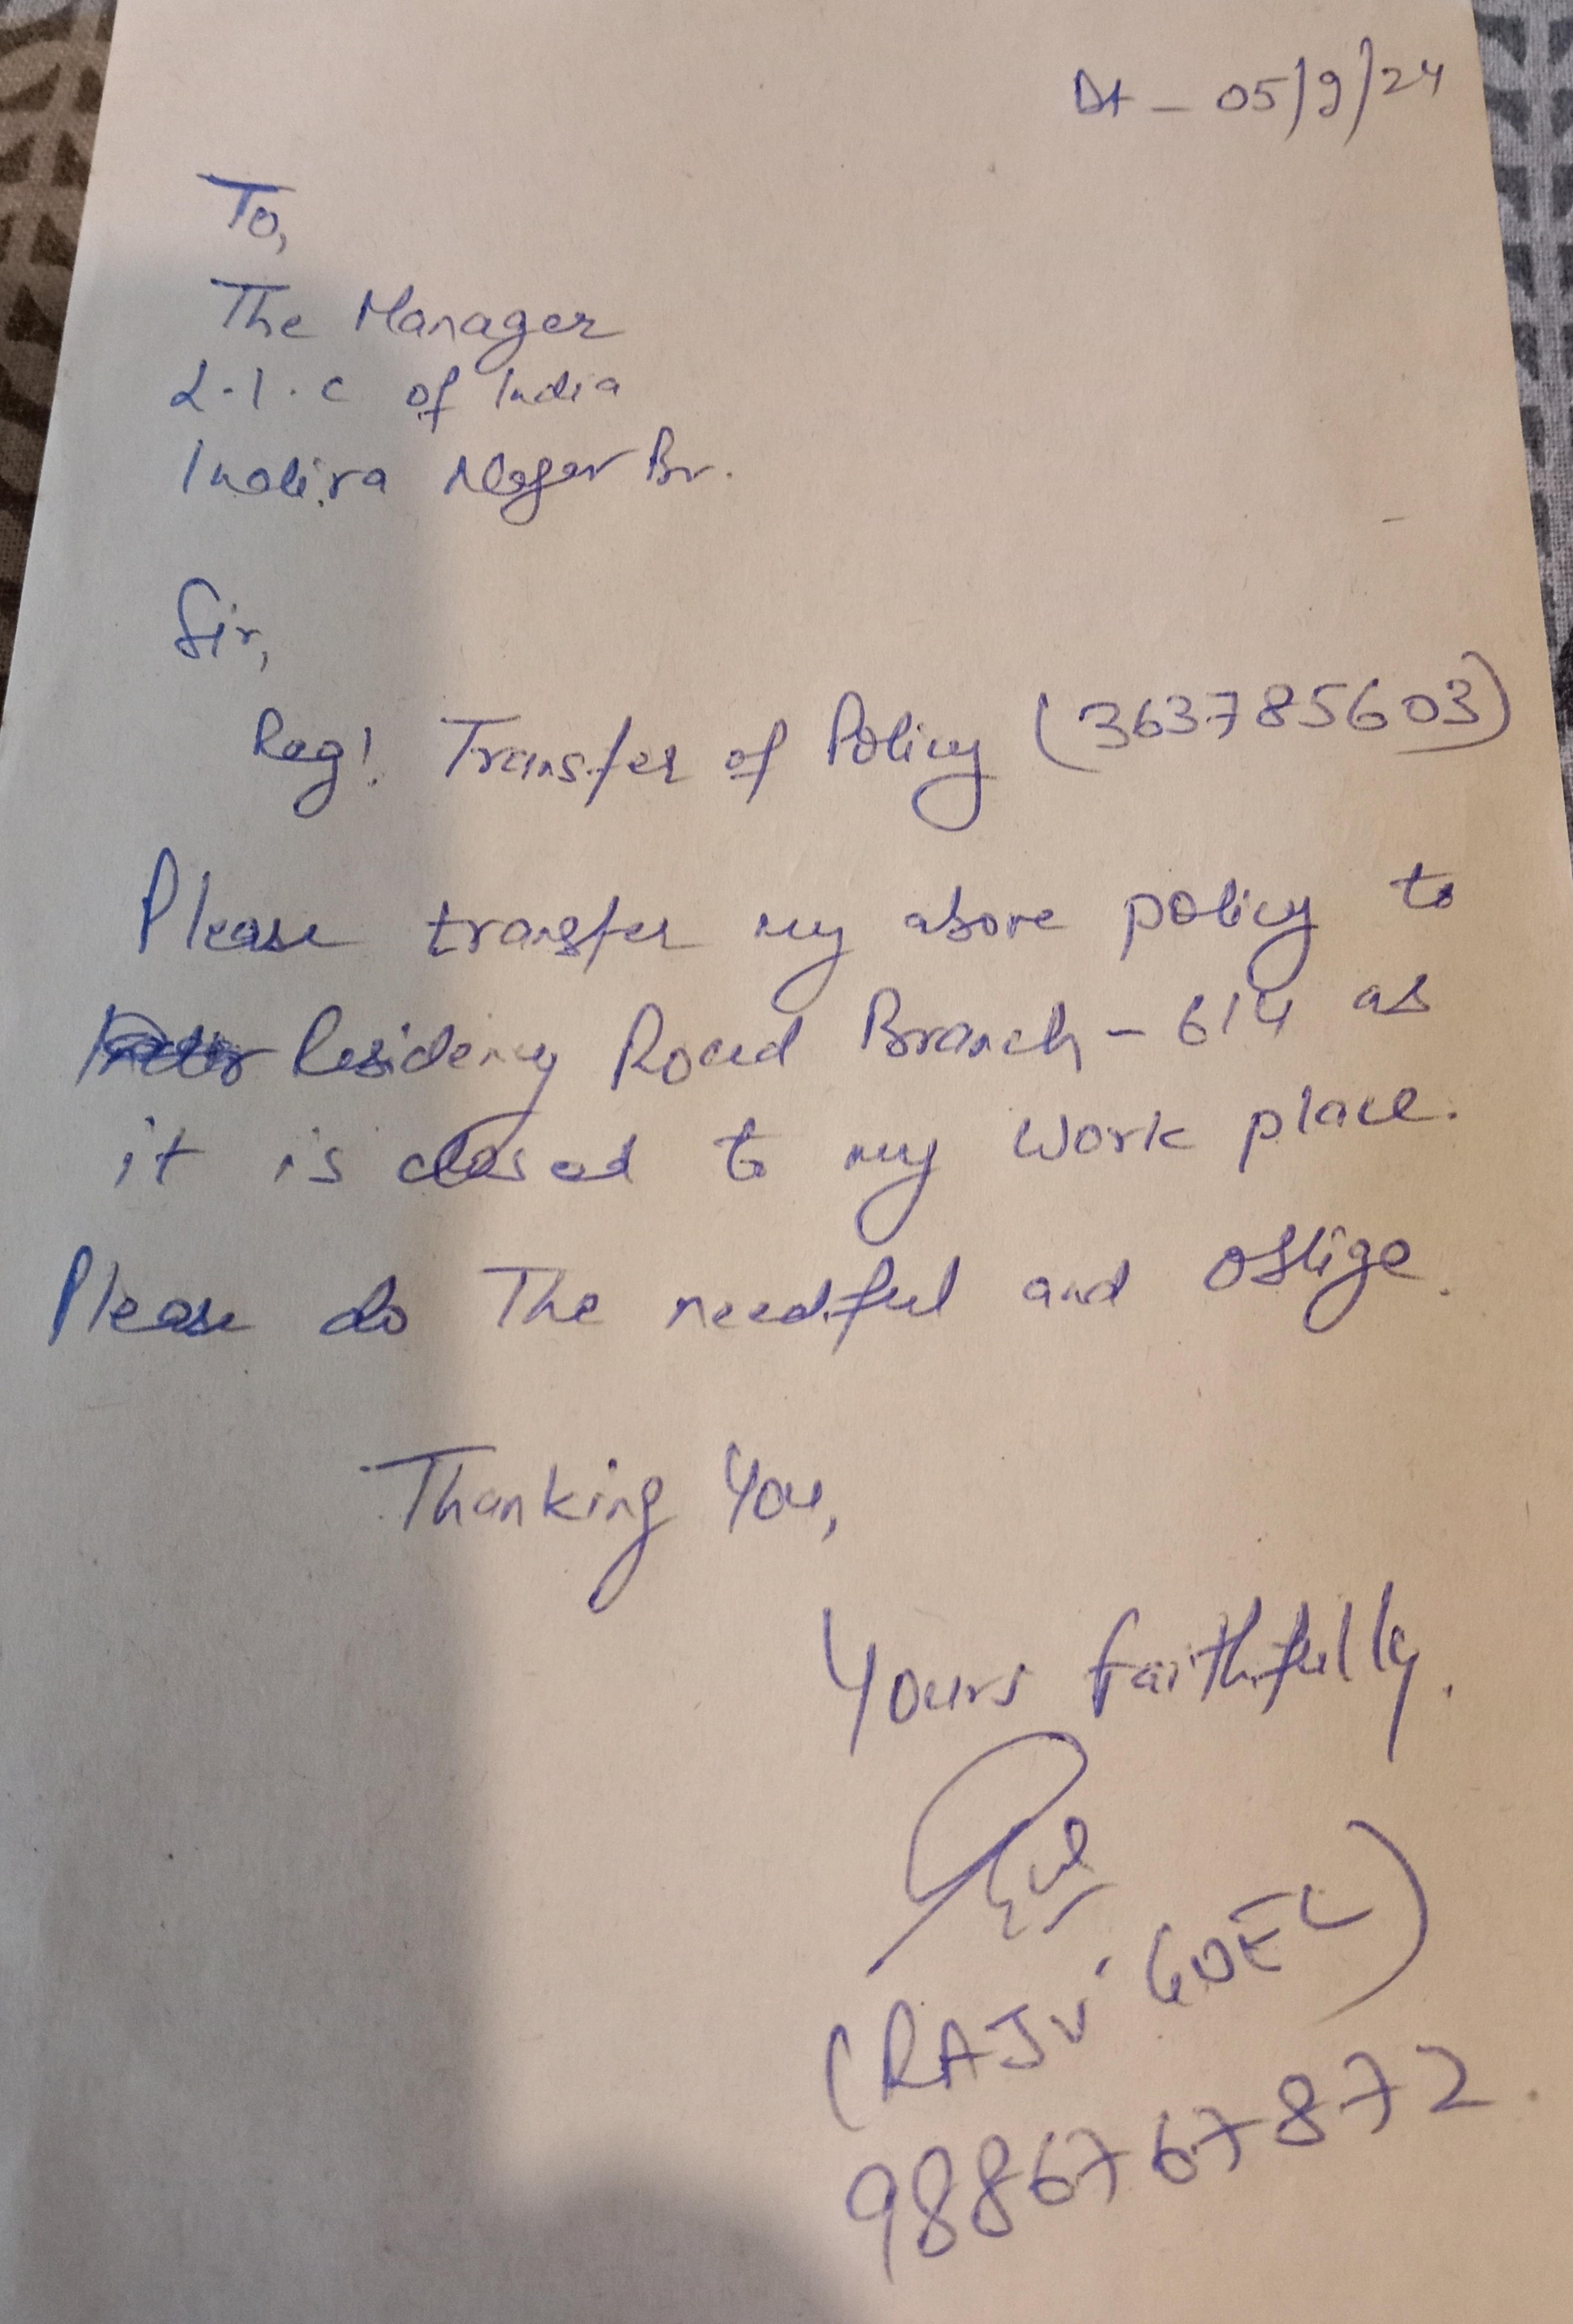 Dt - 05/9/24
To,
The Manager
L.I.C of India
Indira Nagar Br.
Sir,
Reg: Transfer of Policy (363785603)
Please transfer my above policy to
Residency Road Branch - 614 as
it is closed to my work place.
Please do The needful and oblige.
Thanking You,
Yours faithfully.
(RAJIV GOEL)
9886767872.